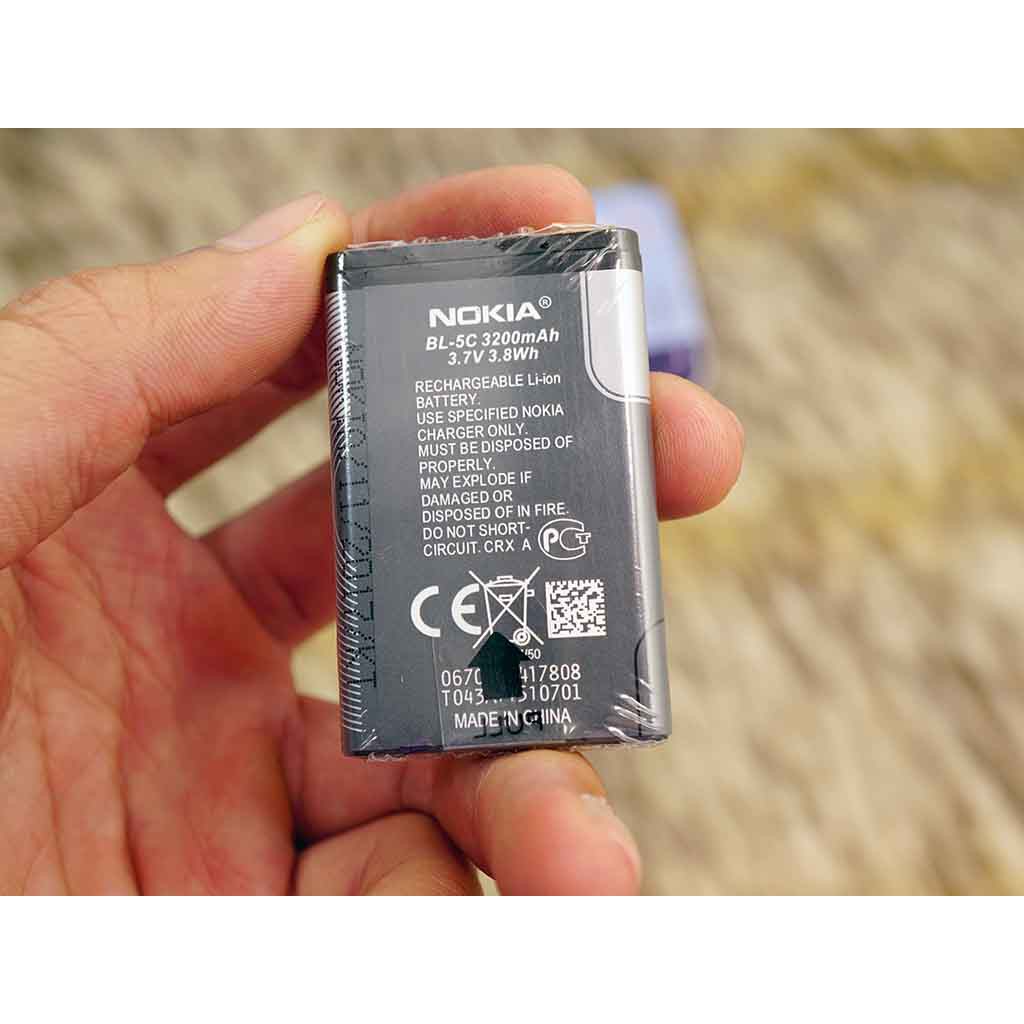 NOKIA®
BL-5C 3200mAh
3.7V 3.8Wh
RECHARGEABLE Li-ion
BATTERY.
USE SPECIFIED NOKIA
CHARGER ONLY.
MUST BE DISPOSED OF
PROPERLY.
MAY EXPLODE IF
DAMAGED OR
DISPOSED OF IN FIRE.
DO NOT SHORT-
CIRCUIT. CRX A
PCT
CE
MADE IN CHINA
PULL